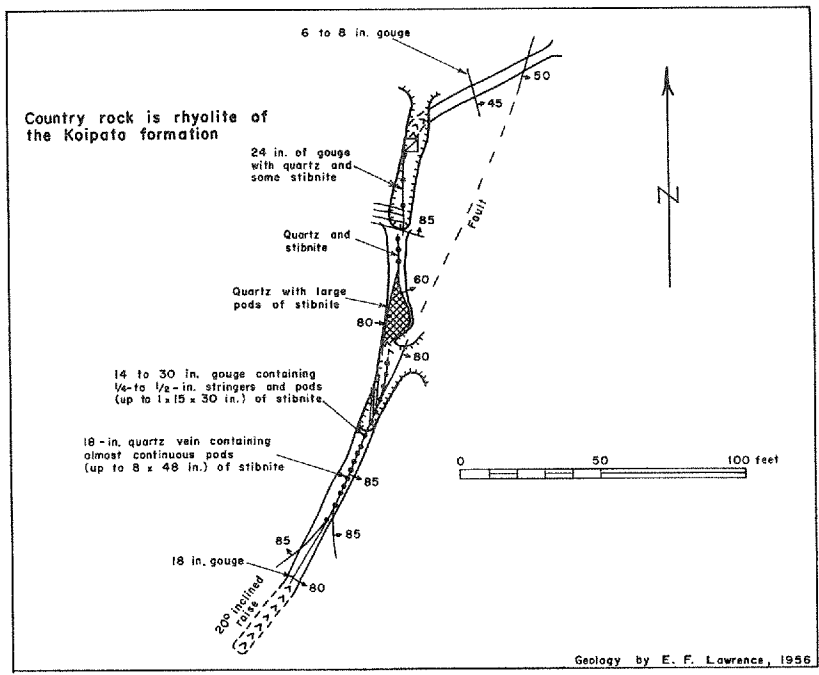 6 to 8 in. gouge
50
45
Country rock is rhyolite of
the Koipato formation
24 in. of gouge
with quartz and
some stibnite
N
85
Fault
Quartz and
stibnite
60
Quartz with large
pods of stibnite
80
80
14 to 30 in. gouge containing
1/4-to 1/2-in. stringers and pods
(up to 1 x 15 x 30 in.) of stibnite
18-in. quartz vein containing
almost continuous pods
(up to 8 x 48 in.) of stibnite
0 50 100 feet
85
85
85
18 in. gouge
80
20° inclined
raise
Geology by E. F. Lawrence, 1956